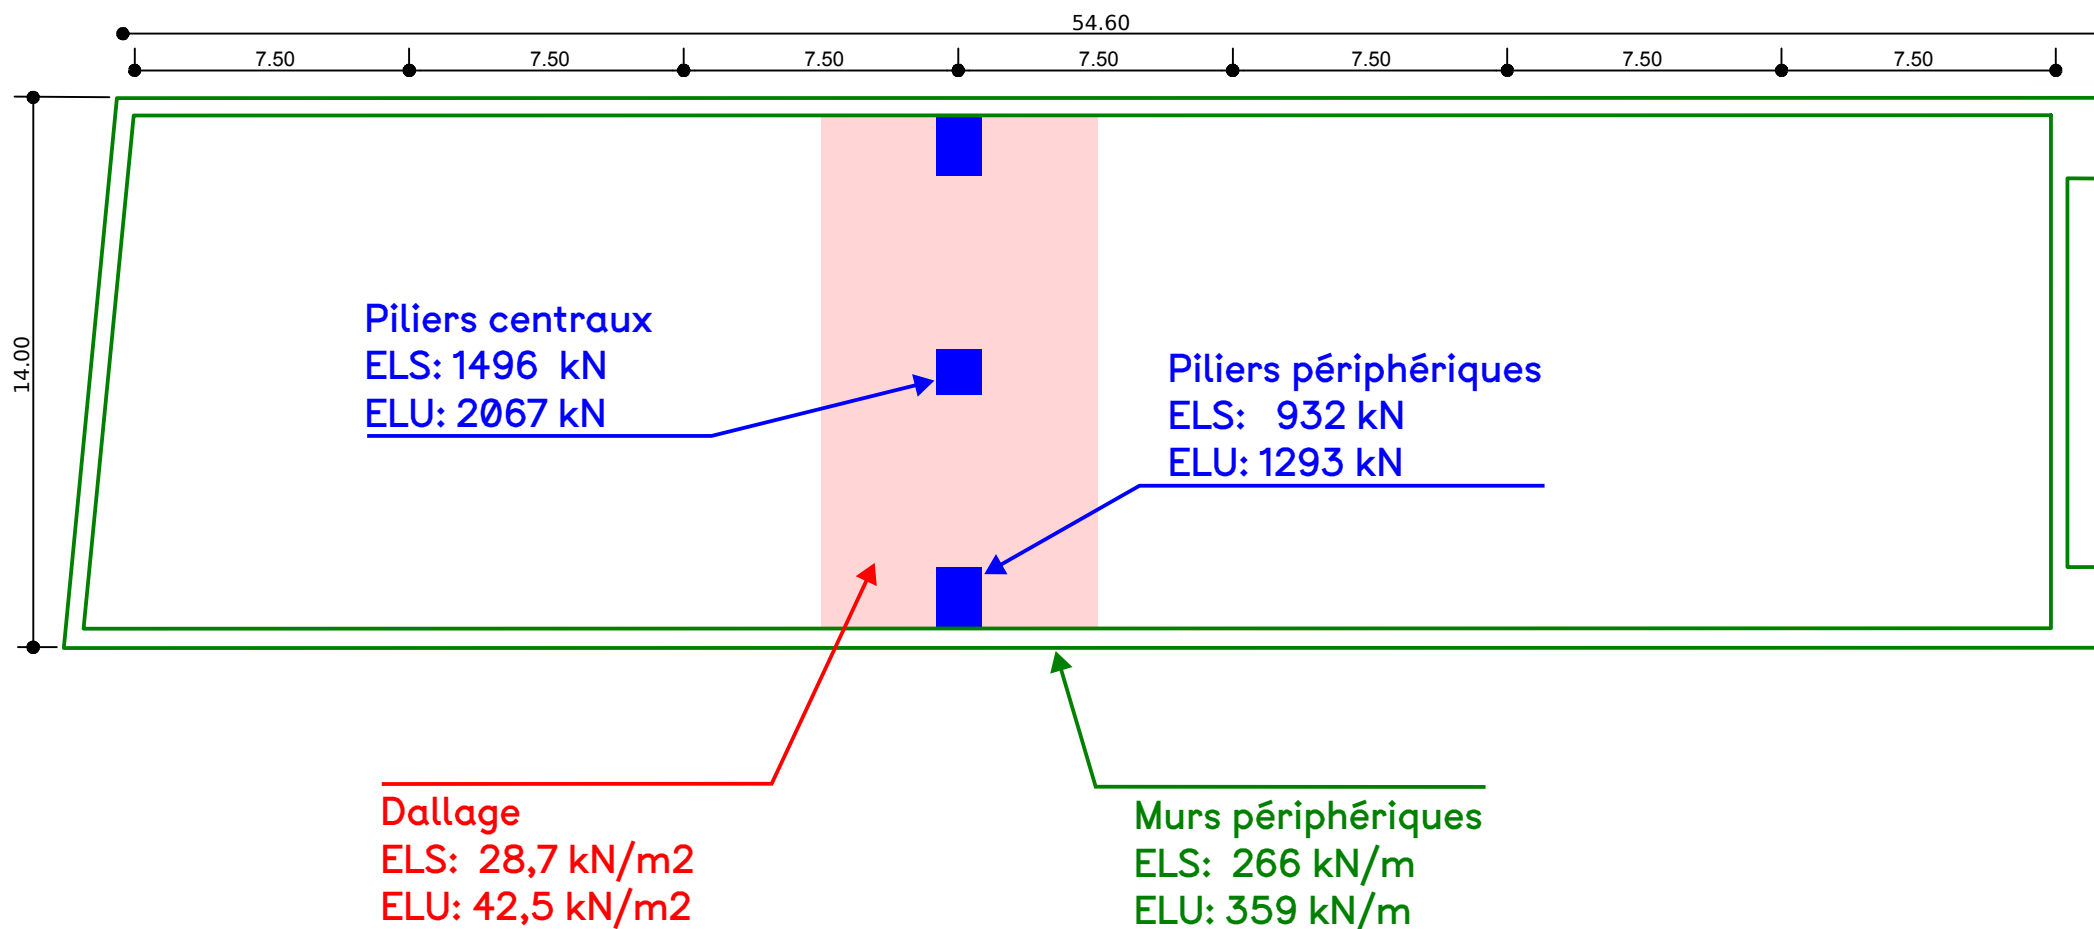 54.60
7.50 7.50 7.50 7.50 7.50 7.50 7.50
14.00
Piliers centraux
ELS: 1496 kN
ELU: 2067 kN
Piliers périphériques
ELS: 932 kN
ELU: 1293 kN
Dallage
ELS: 28,7 kN/m2
ELU: 42,5 kN/m2
Murs périphériques
ELS: 266 kN/m
ELU: 359 kN/m